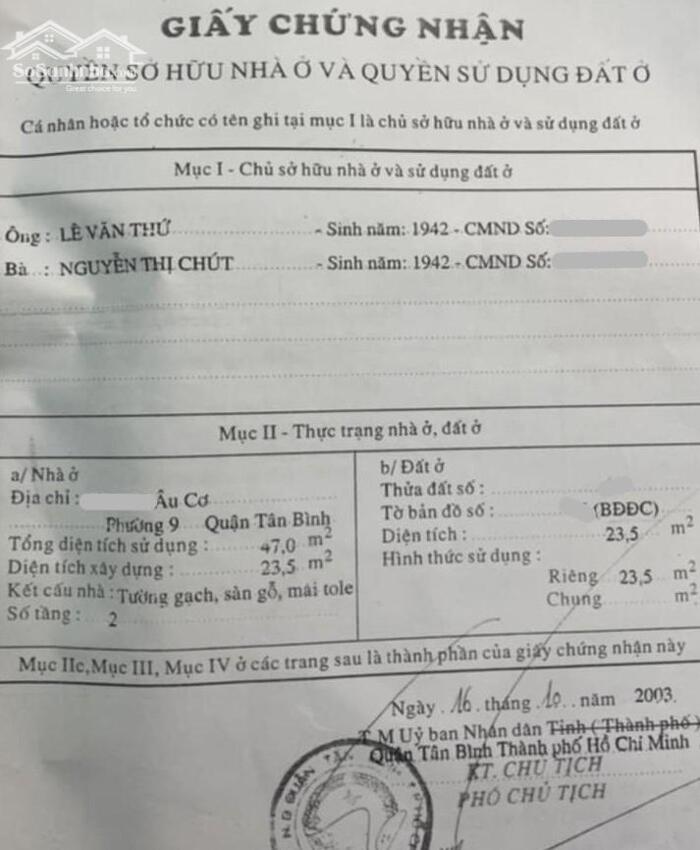 GIẤY CHỨNG NHẬN
QUYỀN SỞ HỮU NHÀ Ở VÀ QUYỀN SỬ DỤNG ĐẤT Ở
Great choice for you
Cá nhân hoặc tổ chức có tên ghi tại mục I là chủ sở hữu nhà ở và sử dụng đất ở
Mục I - Chủ sở hữu nhà ở và sử dụng đất ở
Ông : LÊ VĂN THỨ - Sinh năm: 1942 - CMND Số:
Bà : NGUYỄN THỊ CHÚT - Sinh năm: 1942 - CMND Số:
Mục II - Thực trạng nhà ở, đất ở
a/ Nhà ở
Địa chỉ : Âu Cơ
Phường 9 Quận Tân Bình
Tổng diện tích sử dụng : 47,0 m2
Diện tích xây dựng : 23,5 m2
Kết cấu nhà : Tường gạch, sàn gỗ, mái tole
Số tầng : 2
b/ Đất ở
Thửa đất số :
Tờ bản đồ số : (BĐĐC)
Diện tích : 23,5 m2
Hình thức sử dụng :
Riêng 23,5 m2
Chung m2
Mục IIc, Mục III, Mục IV ở các trang sau là thành phần của giấy chứng nhận này
Ngày 16 tháng 10 năm 2003
T M Uỷ ban Nhân dân Tỉnh ( Thành phố )
Quận Tân Bình Thành phố Hồ Chí Minh
KT. CHỦ TỊCH
PHÓ CHỦ TỊCH